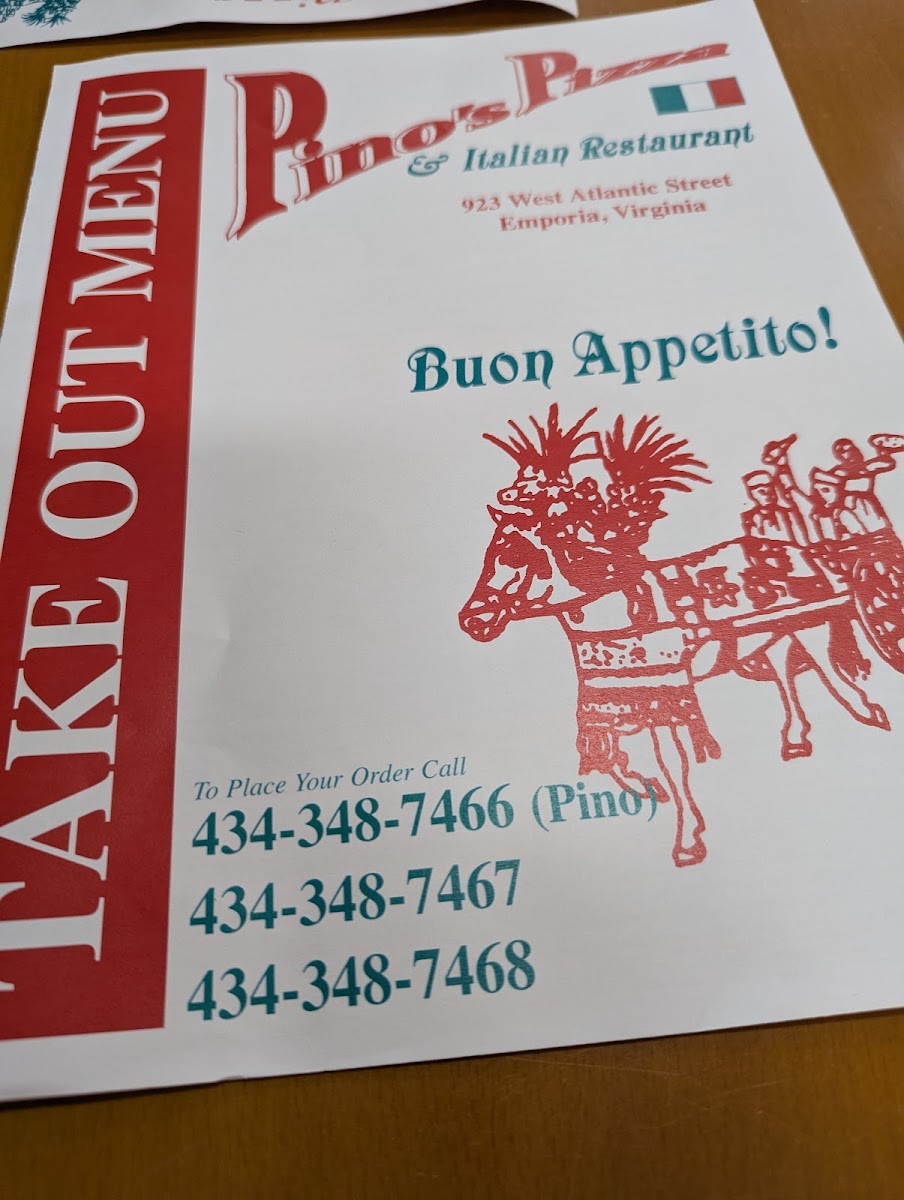 TAKE OUT MENU
Pino's Pizza
& Italian Restaurant
923 West Atlantic Street
Emporia, Virginia
Buon Appetito!
To Place Your Order Call
434-348-7466 (Pino)
434-348-7467
434-348-7468